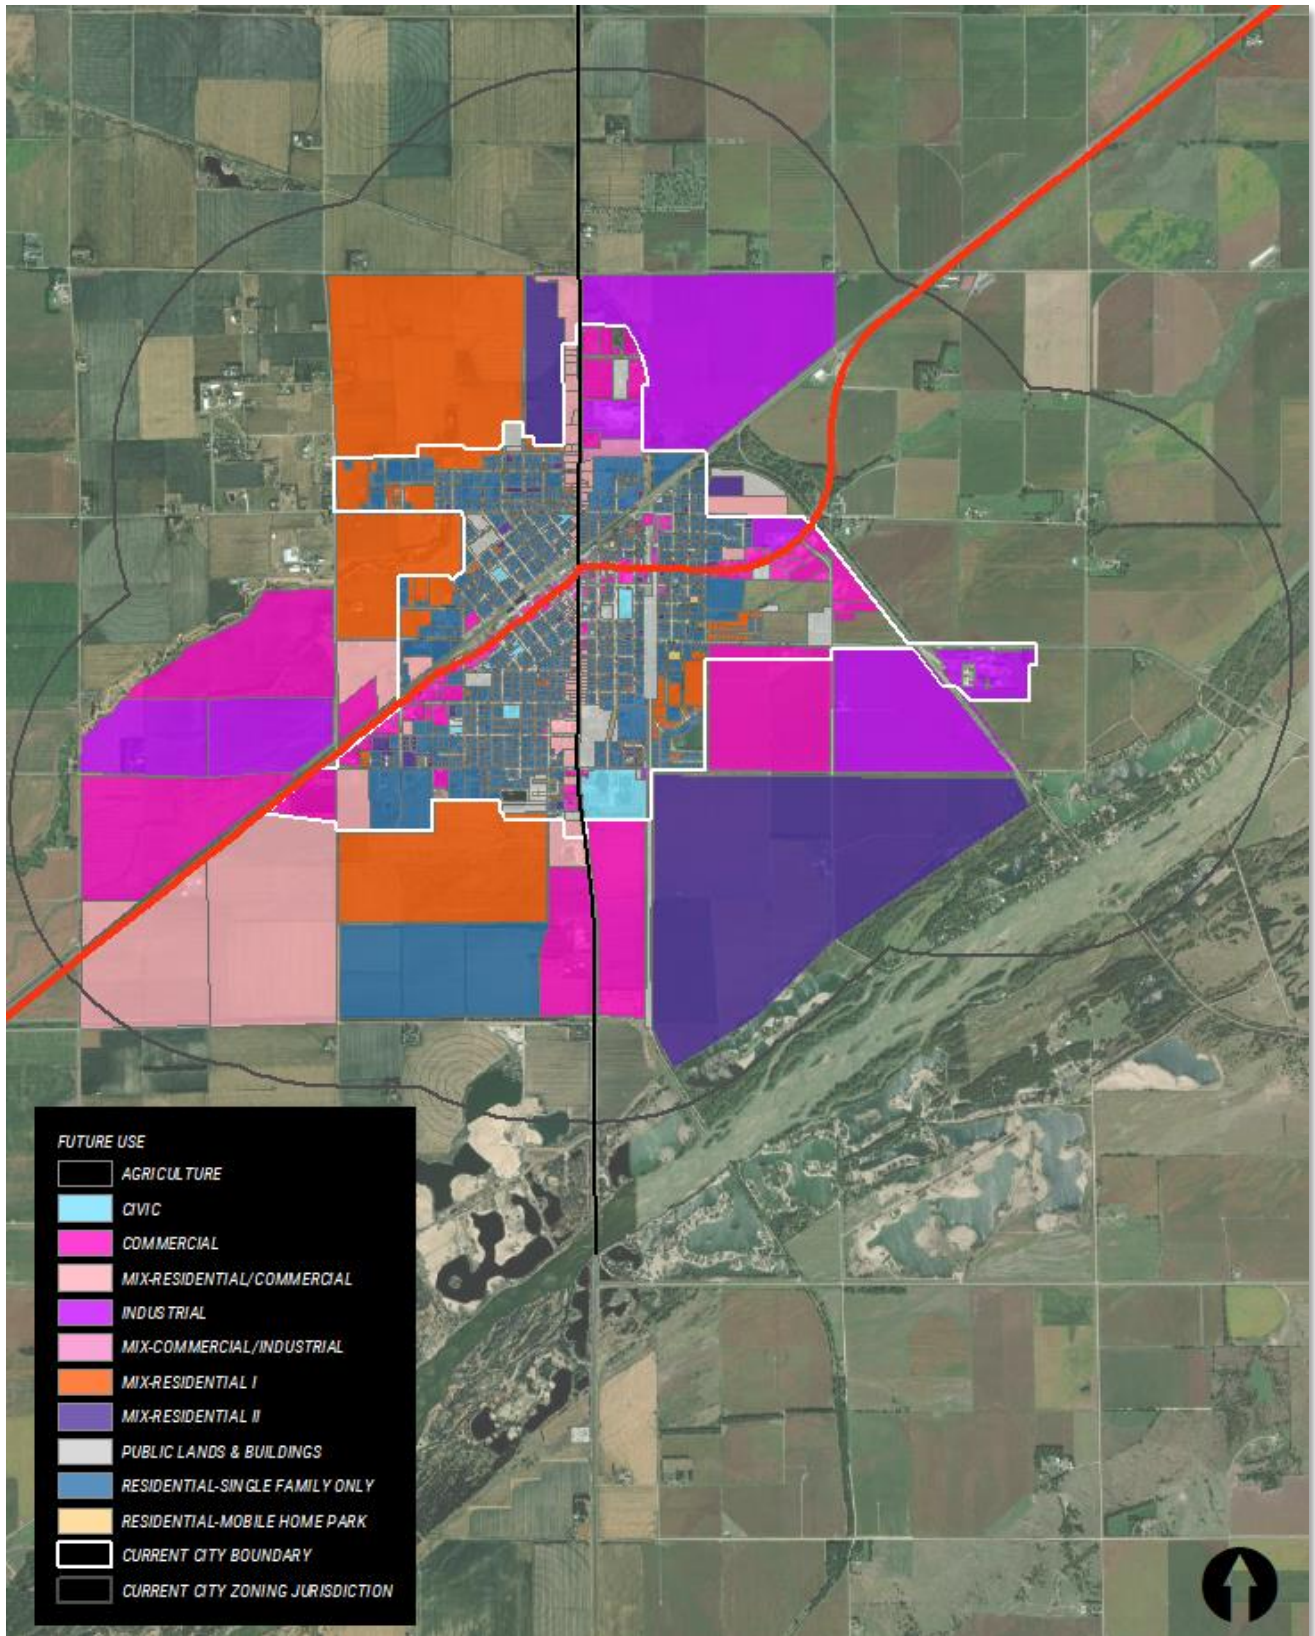 FUTURE USE
AGRICULTURE
CIVIC
COMMERCIAL
MIX-RESIDENTIAL/COMMERCIAL
INDUSTRIAL
MIX-COMMERCIAL/INDUSTRIAL
MIX-RESIDENTIAL I
MIX-RESIDENTIAL II
PUBLIC LANDS & BUILDINGS
RESIDENTIAL-SINGLE FAMILY ONLY
RESIDENTIAL-MOBILE HOME PARK
CURRENT CITY BOUNDARY
CURRENT CITY ZONING JURISDICTION